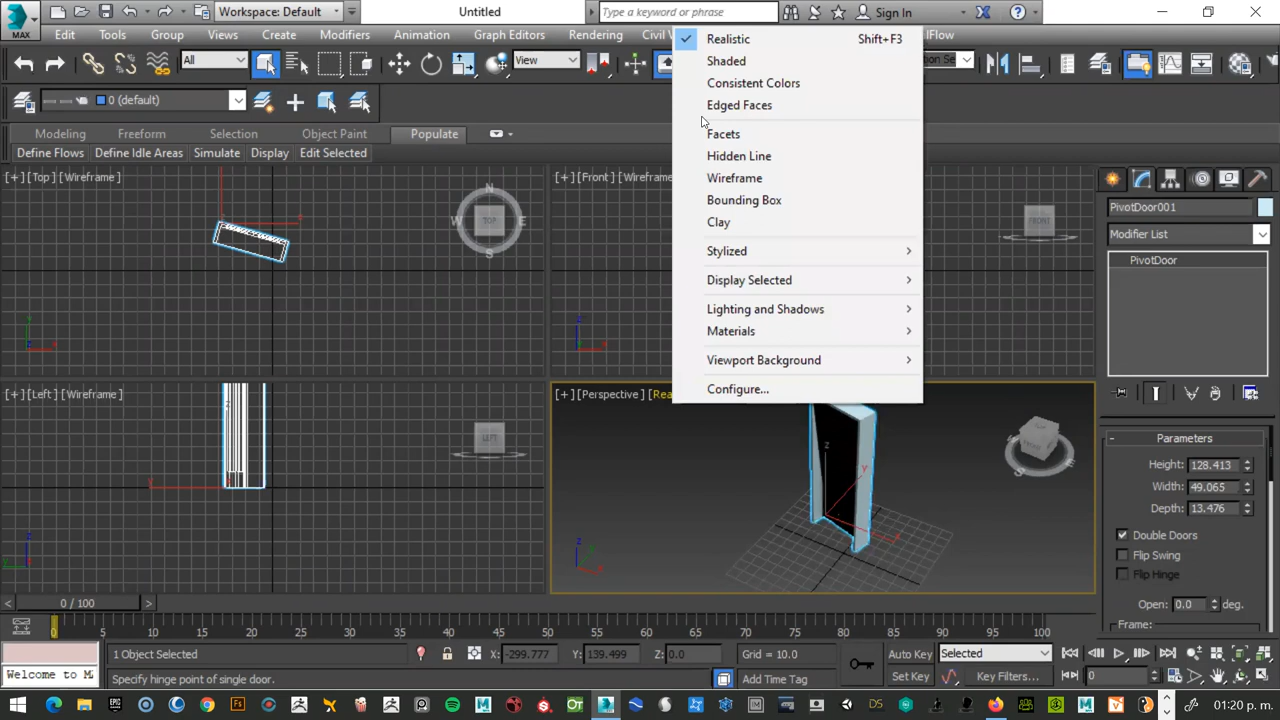 Workspace: Default
Untitled
Type a keyword or phrase
Sign In
MAX
Edit
Tools
Group
Views
Create
Modifiers
Animation
Graph Editors
Rendering
Civil V
All
View
0 (default)
Modeling
Freeform
Selection
Object Paint
Populate
Define Flows
Define Idle Areas
Simulate
Display
Edit Selected
[+][Top][Wireframe]
N
W
TOP
E
S
[+][Front][Wirefram
FRONT
Realistic
Shift+F3
Shaded
Consistent Colors
Edged Faces
Facets
Hidden Line
Wireframe
Bounding Box
Clay
Stylized
Display Selected
Lighting and Shadows
Materials
Viewport Background
Configure...
PivotDoor001
Modifier List
PivotDoor
[+][Left][Wireframe]
LEFT
[+][Perspective][Rea
Parameters
Height: 128.413
Width: 49.065
Depth: 13.476
Double Doors
Flip Swing
Flip Hinge
Open: 0.0 deg.
Frame:
0 / 100
0 5 10 15 20 25 30 35 40 45 50 55 60 65 70 75 80 85 90 95 100
1 Object Selected
X: -299.777
Y: 139.499
Z: 0.0
Grid = 10.0
Auto Key
Selected
Welcome to M
Specify hinge point of single door.
Add Time Tag
Set Key
Key Filters...
0
01:20 p. m.